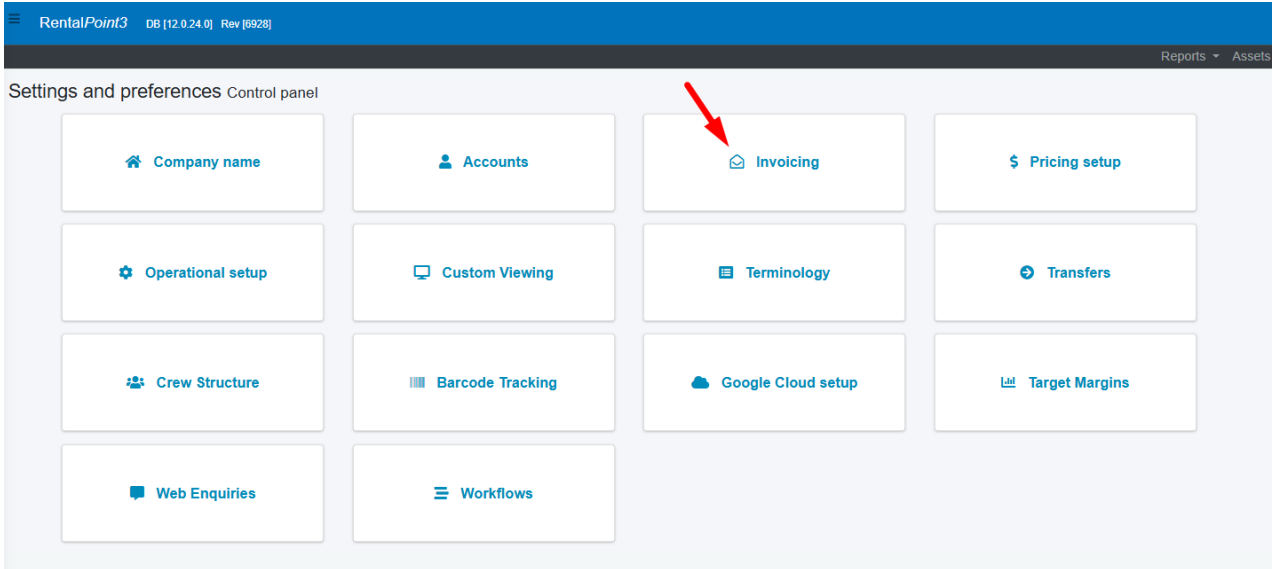 RentalPoint3 DB [12.0.24.0] Rev [6928]
Reports Assets
Settings and preferences Control panel
Company name
Accounts
Invoicing
Pricing setup
Operational setup
Custom Viewing
Terminology
Transfers
Crew Structure
Barcode Tracking
Google Cloud setup
Target Margins
Web Enquiries
Workflows